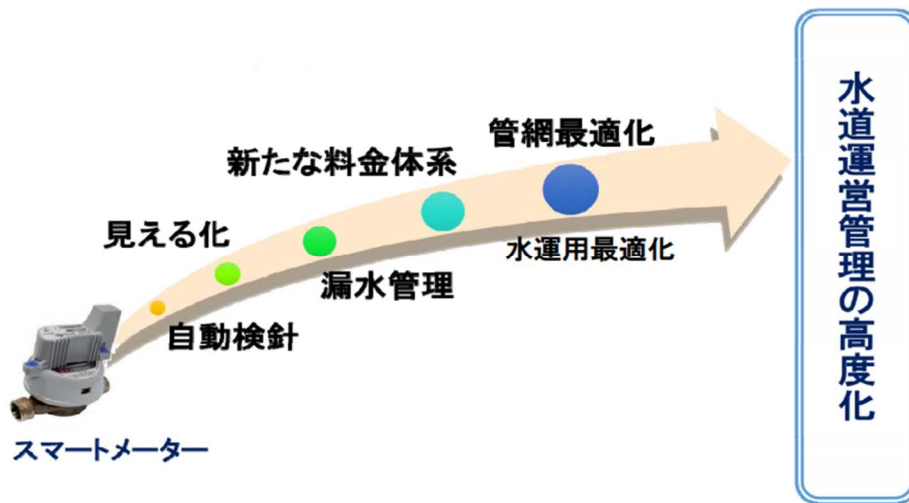 スマートメーター
自動検針
見える化
漏水管理
新たな料金体系
管網最適化
水運用最適化
水道運営管理の高度化